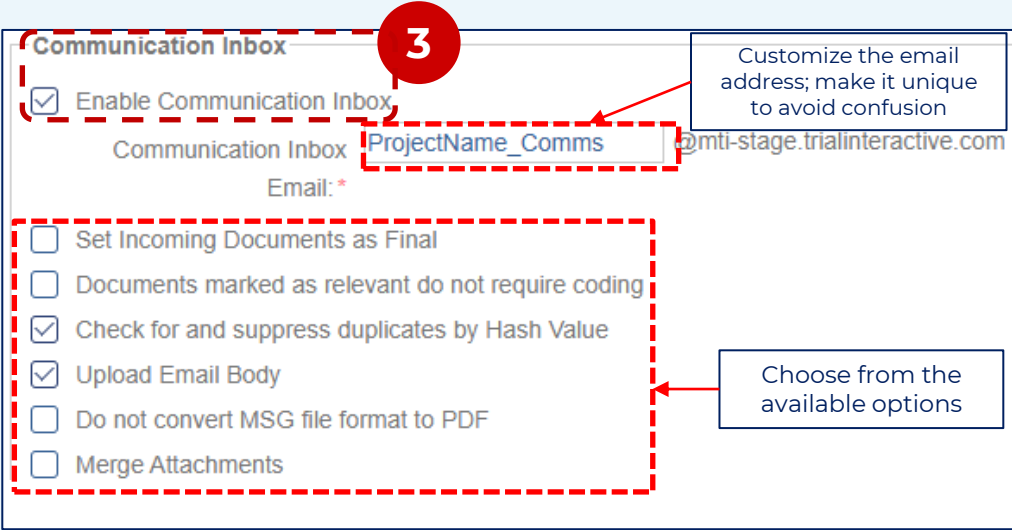 Communication Inbox
3
Customize the email
address; make it unique
to avoid confusion
Enable Communication Inbox
Communication Inbox
Email:*
ProjectName_Comms
@mti-stage.trialinteractive.com
Set Incoming Documents as Final
Documents marked as relevant do not require coding
Check for and suppress duplicates by Hash Value
Upload Email Body
Choose from the
available options
Do not convert MSG file format to PDF
Merge Attachments